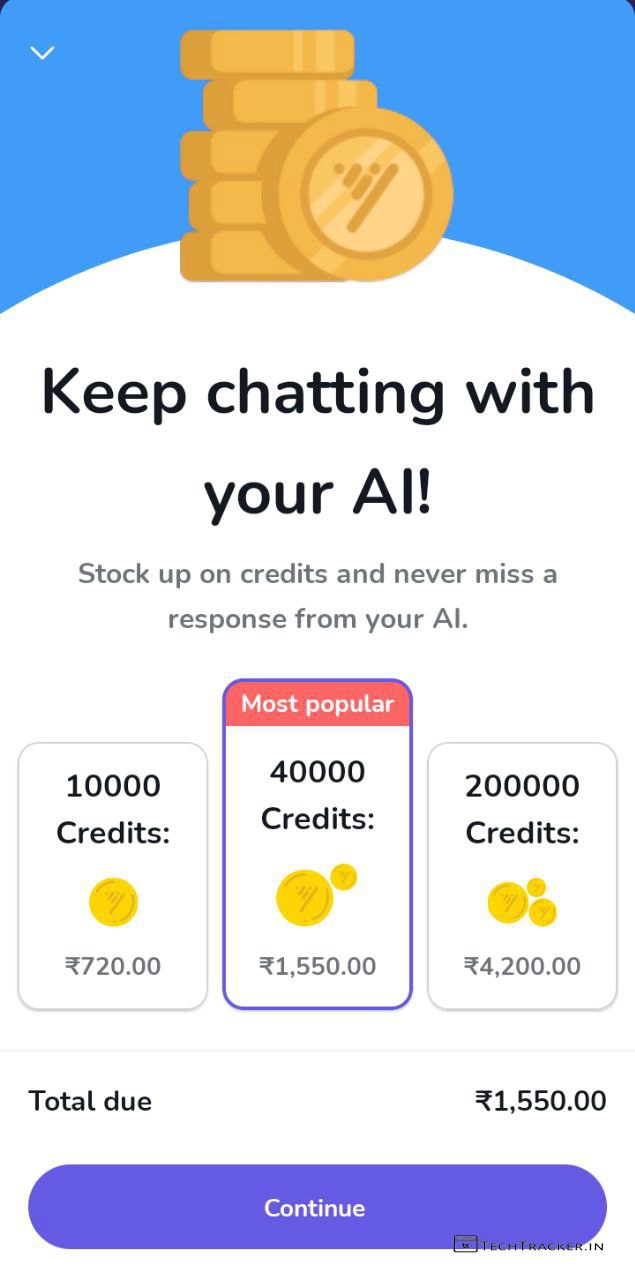 Keep chatting with
your AI!
Stock up on credits and never miss a
response from your AI.
Most popular
10000
Credits:
₹720.00
40000
Credits:
₹1,550.00
200000
Credits:
₹4,200.00
Total due ₹1,550.00
Continue
TechTracker.in